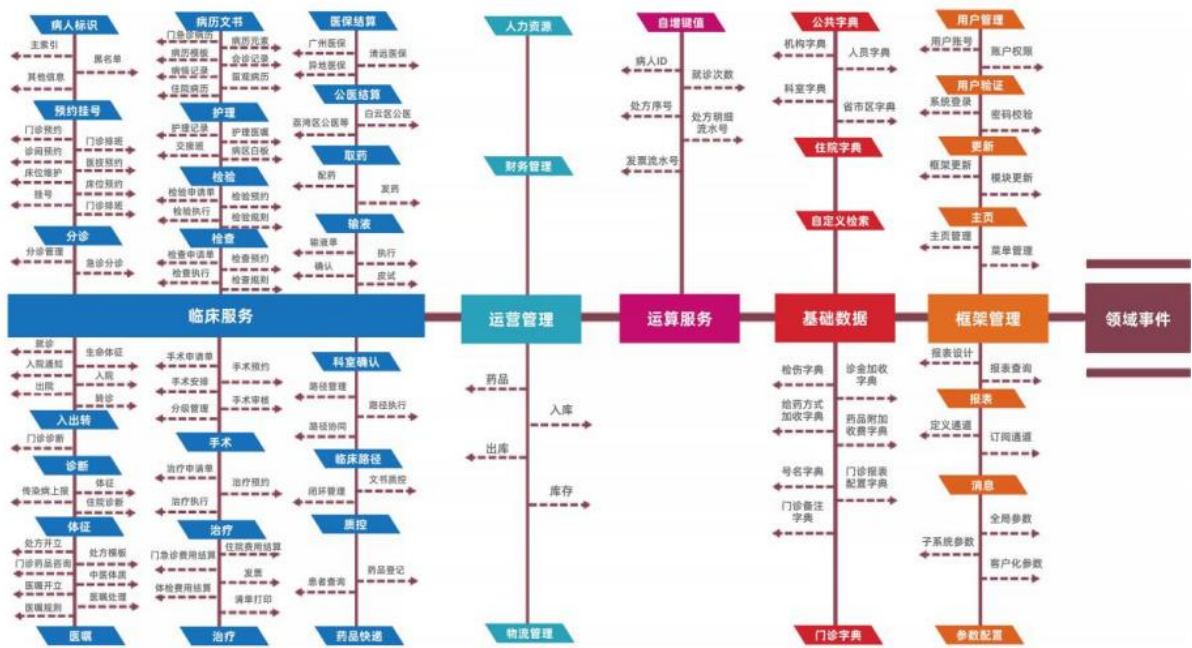 病人标识
主索引
黑名单
其他信息
预约挂号
门诊预约
门诊排班
诊间预约
医技预约
床位维护
床位预约
挂号
门诊排班
分诊
分诊管理
急诊分诊
病历文书
门急诊病历
病历元素
病历模板
会诊记录
病情记录
留观病历
住院病历
护理
护理记录
护理医嘱
交接班
病区白板
检验
检验申请单
检验预约
检验执行
检验规则
检查
检查申请单
检查预约
检查执行
检查规则
医保结算
广州医保
清远医保
异地医保
公医结算
白云区公医
荔湾区公医等
取药
配药
发药
输液
输液单
执行
确认
皮试
人力资源
财务管理
自增键值
病人ID
就诊次数
处方序号
处方明细
流水号
发票流水号
公共字典
机构字典
人员字典
科室字典
省市区字典
住院字典
自定义检索
用户管理
用户账号
账户权限
用户验证
系统登录
密码校验
更新
框架更新
模块更新
主页
主页管理
菜单管理
临床服务
运营管理
运算服务
基础数据
框架管理
领域事件
就诊
生命体征
入院通知
入院
出院
转诊
入出转
门诊诊断
诊断
体征
传染病上报
住院诊断
体征
处方开立
处方模板
门诊药品咨询
中医体质
医嘱开立
医嘱处理
医嘱规则
医嘱
手术申请单
手术预约
手术安排
手术审核
分级管理
手术
治疗申请单
治疗预约
治疗执行
治疗
住院费用结算
门急诊费用结算
发票
体检费用结算
清单打印
治疗
科室确认
路径管理
路径执行
路径协同
临床路径
文书质控
闭环管理
质控
药品登记
患者查询
药品快递
药品
入库
出库
库存
物流管理
检伤字典
诊金加收
字典
给药方式
加收字典
药品附加
收费字典
号名字典
门诊报表
配置字典
门诊备注
字典
门诊字典
报表设计
报表查询
报表
定义通道
订阅通道
消息
全局参数
子系统参数
客户化参数
参数配置